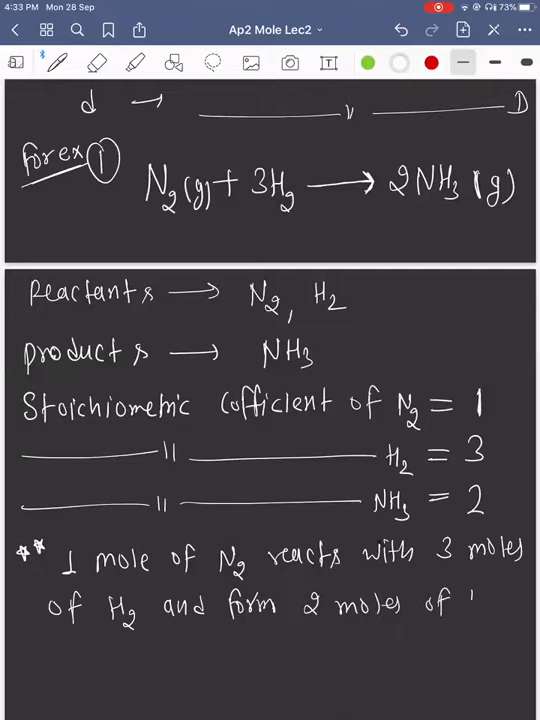 4:33 PM Mon 28 Sep
73%
Ap2 Mole Lec2
d → ———— " ———— D
For ex ① N₂(g) + 3H₂ ⟶ 2NH₃ (g)
Reactants → N₂, H₂
products → NH₃
Stoichiometric cofficient of N₂ = 1
———— " ———— H₂ = 3
———— " ———— NH₃ = 2
** 1 mole of N₂ reacts with 3 moles
of H₂ and form 2 moles of